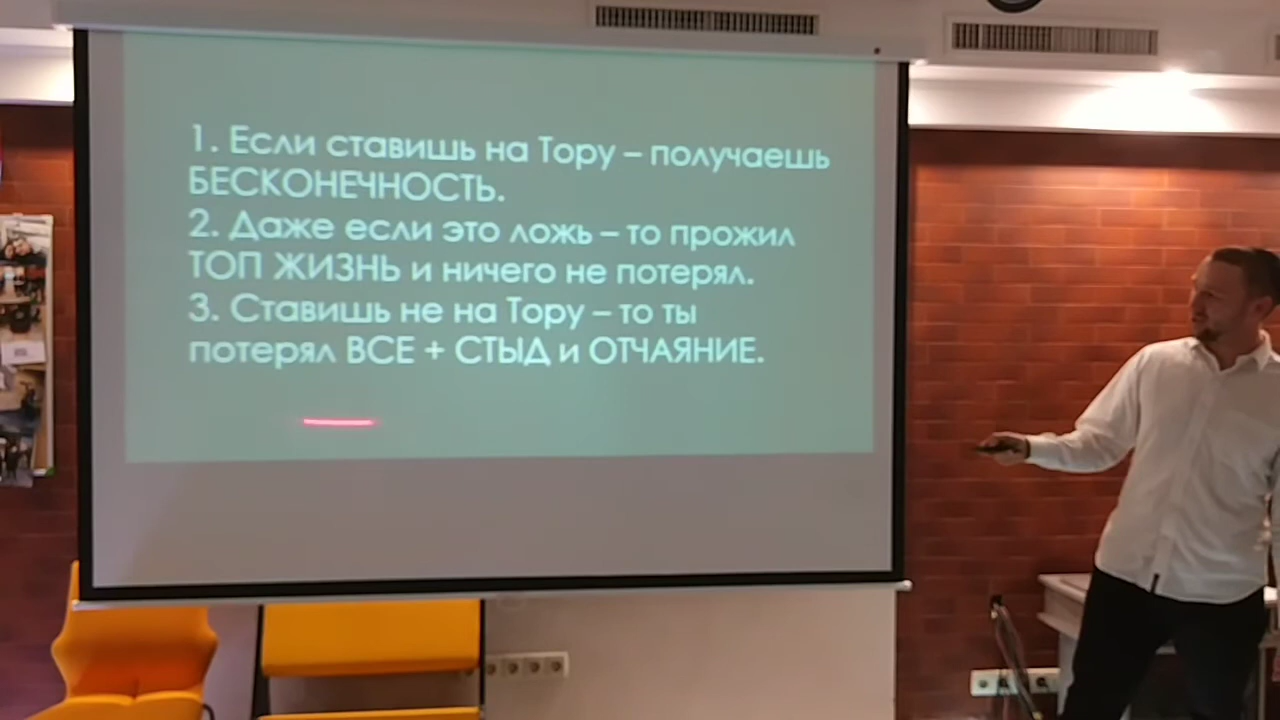 1. Если ставишь на Тору – получаешь
БЕСКОНЕЧНОСТЬ.
2. Даже если это ложь – то прожил
ТОП ЖИЗНЬ и ничего не потерял.
3. Ставишь не на Тору – то ты
потерял ВСЕ + СТЫД и ОТЧАЯНИЕ.